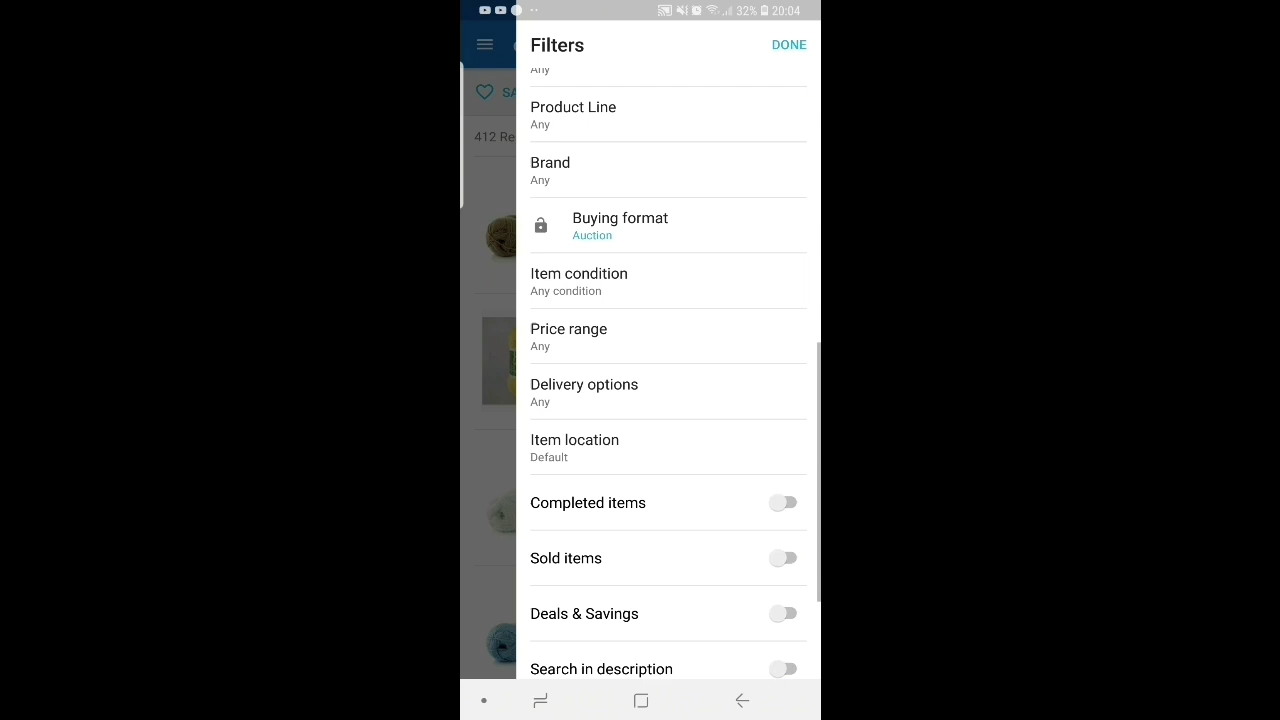 32% 20:04
Filters DONE
SA
Any
Product Line
Any
412 Re
Brand
Any
Buying format
Auction
Item condition
Any condition
Price range
Any
Delivery options
Any
Item location
Default
Completed items
Sold items
Deals & Savings
Search in description